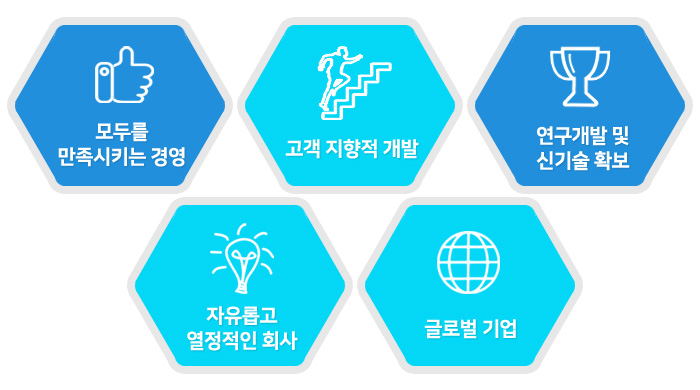 모두를
만족시키는 경영
고객 지향적 개발
연구개발 및
신기술 확보
자유롭고
열정적인 회사
글로벌 기업